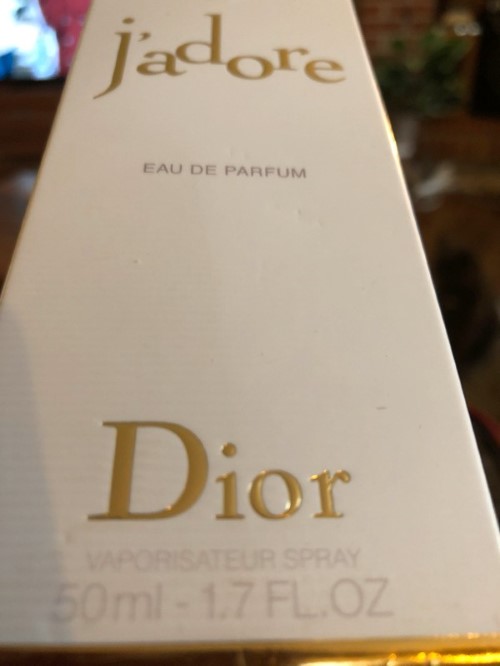 j'adore
EAU DE PARFUM
Dior
VAPORISATEUR SPRAY
50ml - 1.7 FL.OZ